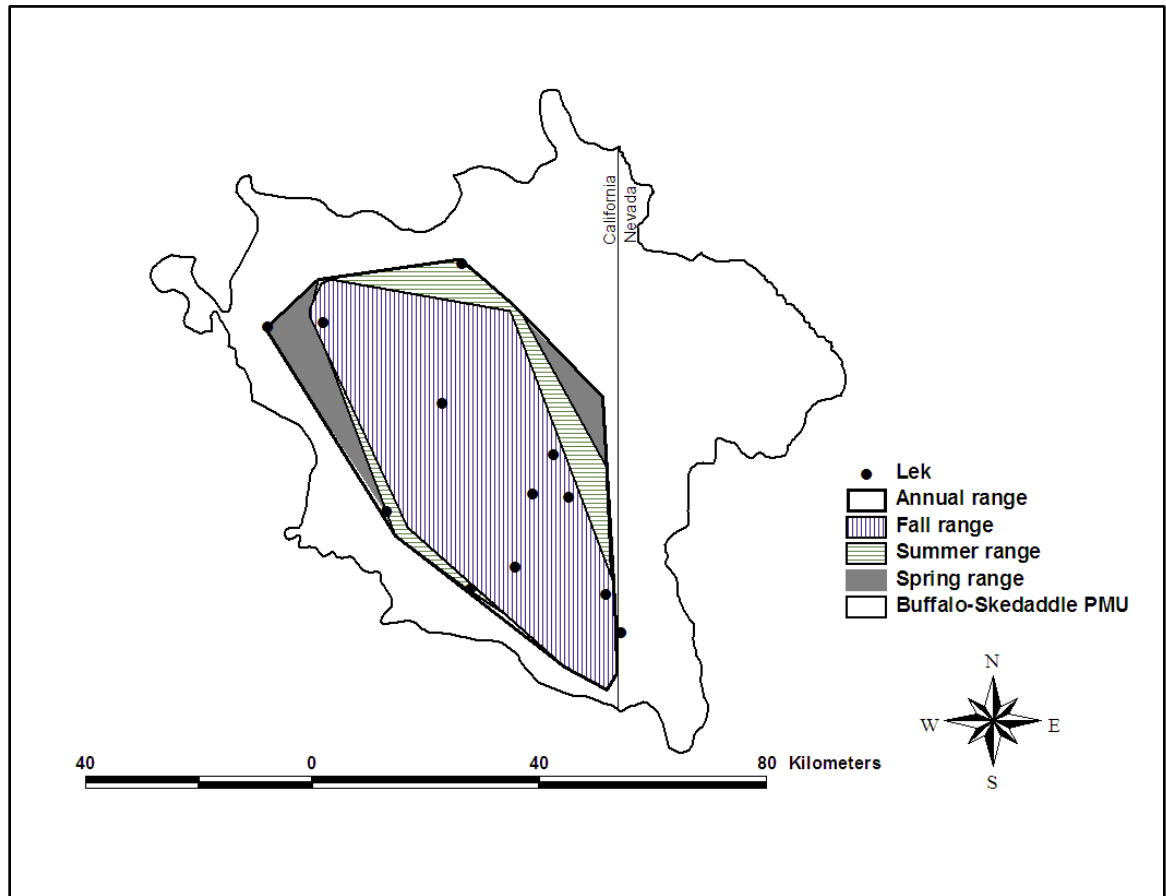 California
Nevada
Lek
Annual range
Fall range
Summer range
Spring range
Buffalo-Skedaddle PMU
N
W E
S
40 0 40 80 Kilometers